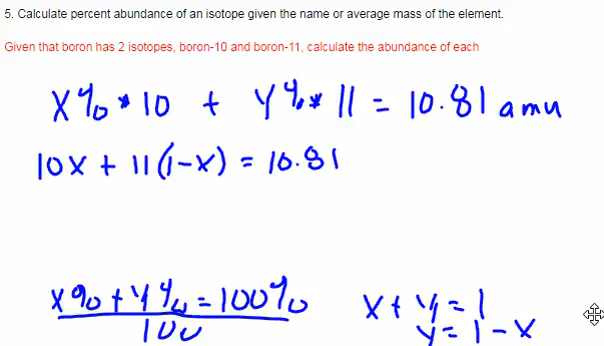 5. Calculate percent abundance of an isotope given the name or average mass of the element.
Given that boron has 2 isotopes, boron-10 and boron-11, calculate the abundance of each
X% * 10 + Y% * 11 = 10.81 amu
10X + 11(1-X) = 10.81
X% + Y% = 100%
100
X + Y = 1
Y = 1 - X